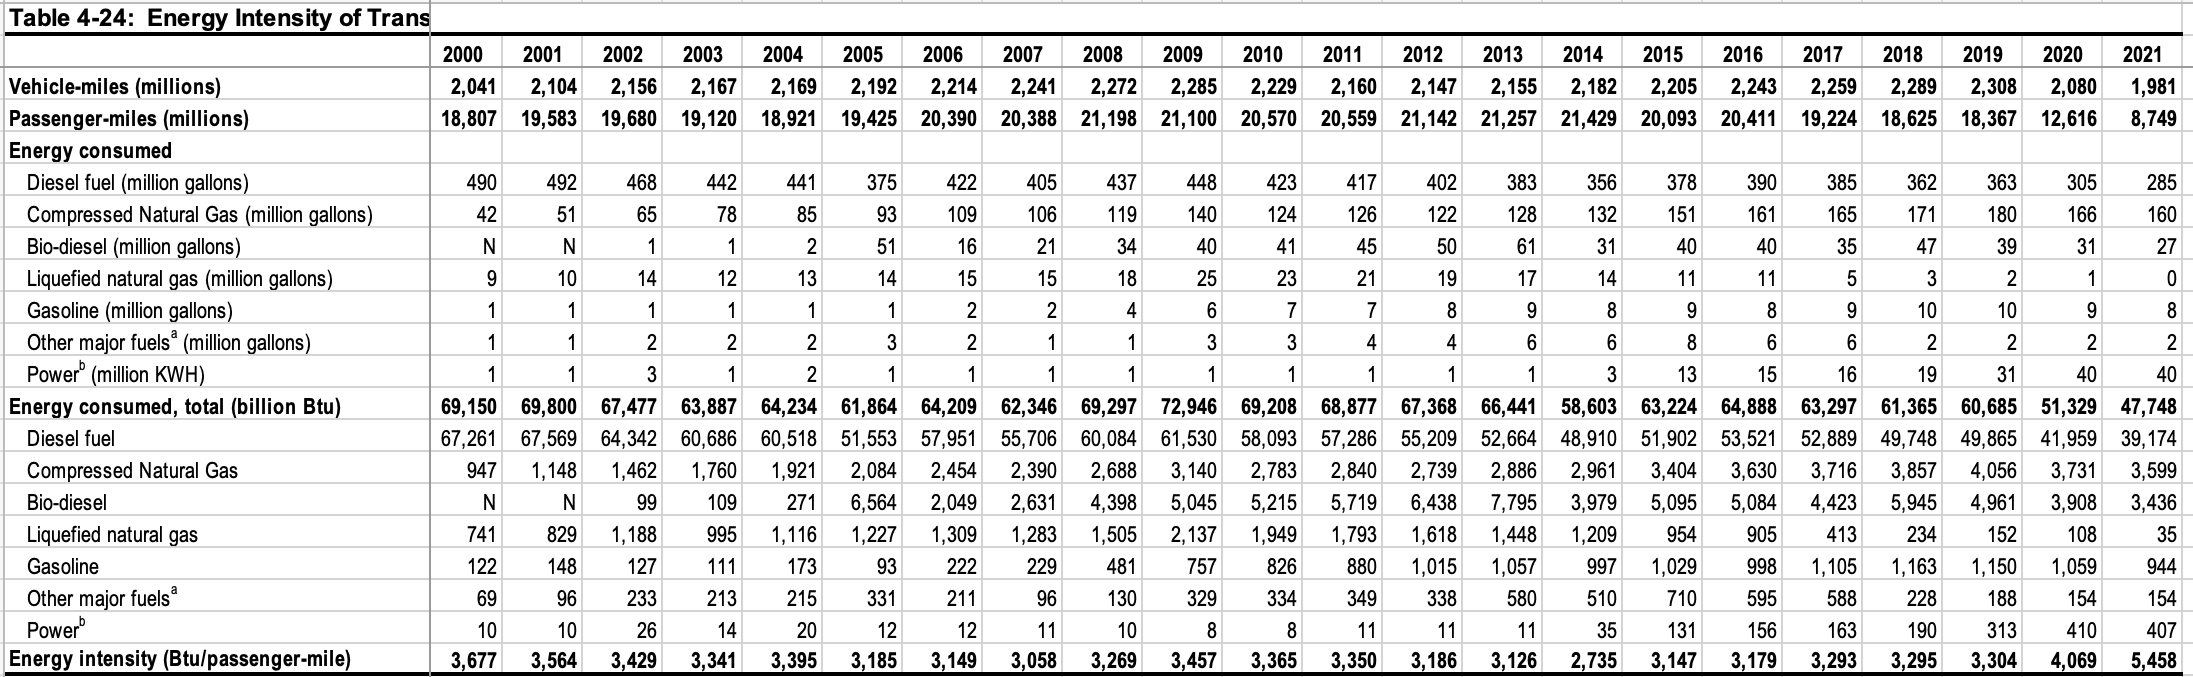 Table 4-24: Energy Intensity of Trans
2000 2001 2002 2003 2004 2005 2006 2007 2008 2009 2010 2011 2012 2013 2014 2015 2016 2017 2018 2019 2020 2021
Vehicle-miles (millions) 2,041 2,104 2,156 2,167 2,169 2,192 2,214 2,241 2,272 2,285 2,229 2,160 2,147 2,155 2,182 2,205 2,243 2,259 2,289 2,308 2,080 1,981
Passenger-miles (millions) 18,807 19,583 19,680 19,120 18,921 19,425 20,390 20,388 21,198 21,100 20,570 20,559 21,142 21,257 21,429 20,093 20,411 19,224 18,625 18,367 12,616 8,749
Energy consumed
Diesel fuel (million gallons) 490 492 468 442 441 375 422 405 437 448 423 417 402 383 356 378 390 385 362 363 305 285
Compressed Natural Gas (million gallons) 42 51 65 78 85 93 109 106 119 140 124 126 122 128 132 151 161 165 171 180 166 160
Bio-diesel (million gallons) N N 1 1 2 51 16 21 34 40 41 45 50 61 31 40 40 35 47 39 31 27
Liquefied natural gas (million gallons) 9 10 14 12 13 14 15 15 18 25 23 21 19 17 14 11 11 5 3 2 1 0
Gasoline (million gallons) 1 1 1 1 1 1 2 2 4 6 7 7 8 9 8 9 8 9 10 10 9 8
Other major fuels^a (million gallons) 1 1 2 2 2 3 2 1 1 3 3 4 4 6 6 8 6 6 2 2 2 2
Power^b (million KWH) 1 1 3 1 2 1 1 1 1 1 1 1 1 1 3 13 15 16 19 31 40 40
Energy consumed, total (billion Btu) 69,150 69,800 67,477 63,887 64,234 61,864 64,209 62,346 69,297 72,946 69,208 68,877 67,368 66,441 58,603 63,224 64,888 63,297 61,365 60,685 51,329 47,748
Diesel fuel 67,261 67,569 64,342 60,686 60,518 51,553 57,951 55,706 60,084 61,530 58,093 57,286 55,209 52,664 48,910 51,902 53,521 52,889 49,748 49,865 41,959 39,174
Compressed Natural Gas 947 1,148 1,462 1,760 1,921 2,084 2,454 2,390 2,688 3,140 2,783 2,840 2,739 2,886 2,961 3,404 3,630 3,716 3,857 4,056 3,731 3,599
Bio-diesel N N 99 109 271 6,564 2,049 2,631 4,398 5,045 5,215 5,719 6,438 7,795 3,979 5,095 5,084 4,423 5,945 4,961 3,908 3,436
Liquefied natural gas 741 829 1,188 995 1,116 1,227 1,309 1,283 1,505 2,137 1,949 1,793 1,618 1,448 1,209 954 905 413 234 152 108 35
Gasoline 122 148 127 111 173 93 222 229 481 757 826 880 1,015 1,057 997 1,029 998 1,105 1,163 1,150 1,059 944
Other major fuels^a 69 96 233 213 215 331 211 96 130 329 334 349 338 580 510 710 595 588 228 188 154 154
Power^b 10 10 26 14 20 12 12 11 10 8 8 11 11 11 35 131 156 163 190 313 410 407
Energy intensity (Btu/passenger-mile) 3,677 3,564 3,429 3,341 3,395 3,185 3,149 3,058 3,269 3,457 3,365 3,350 3,186 3,126 2,735 3,147 3,179 3,293 3,295 3,304 4,069 5,458